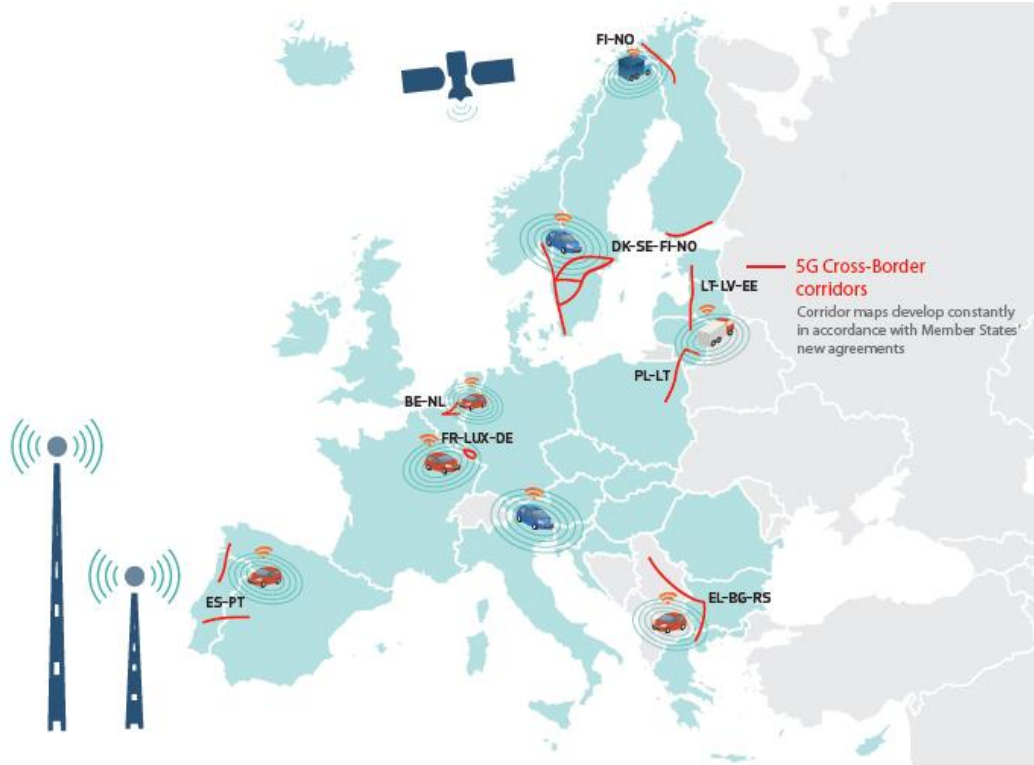 FI-NO
DK-SE-FI-NO
5G Cross-Border
corridors
LT-LV-EE
Corridor maps develop constantly
in accordance with Member States'
new agreements
PL-LT
BE-NL
FR-LUX-DE
ES-PT
EL-BG-RS